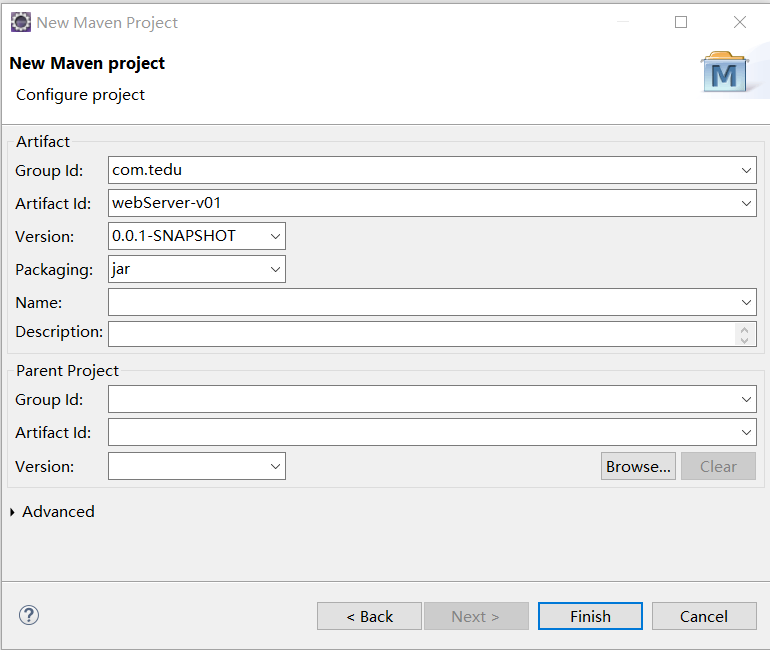 New Maven Project
New Maven project
Configure project
M
Artifact
Group Id: com.tedu
Artifact Id: webServer-v01
Version: 0.0.1-SNAPSHOT
Packaging: jar
Name:
Description:
Parent Project
Group Id:
Artifact Id:
Version: Browse... Clear
Advanced
? < Back Next > Finish Cancel